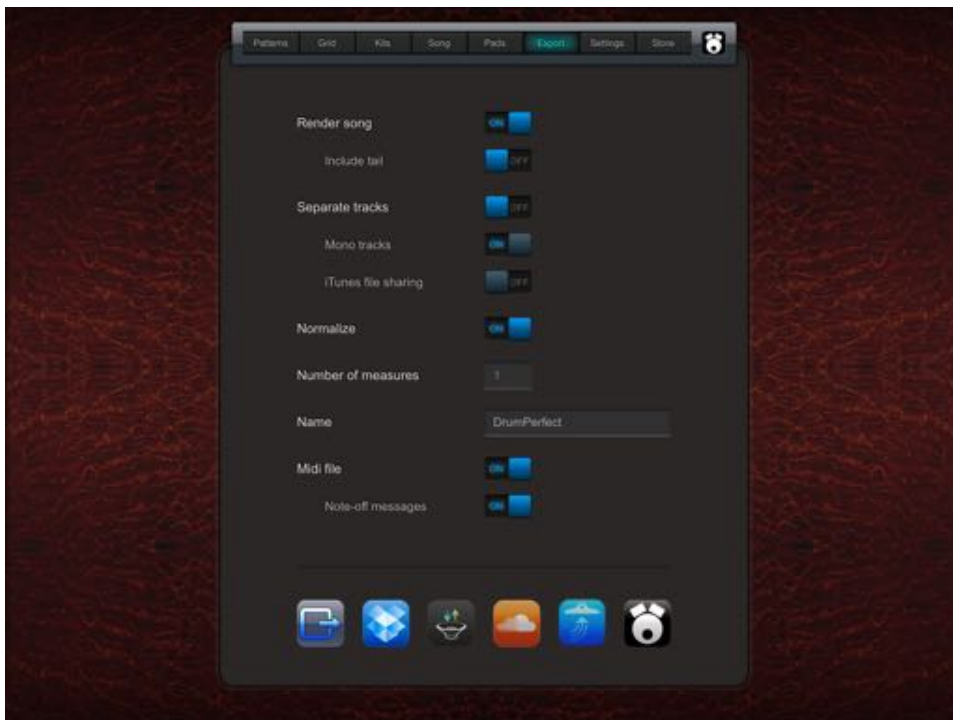 Patterns Grid Kits Song Pads Export Settings Store
Render song ON
Include tail OFF
Separate tracks OFF
Mono tracks ON
iTunes file sharing OFF
Normalize ON
Number of measures 1
Name DrumPerfect
Midi file ON
Note-off messages ON